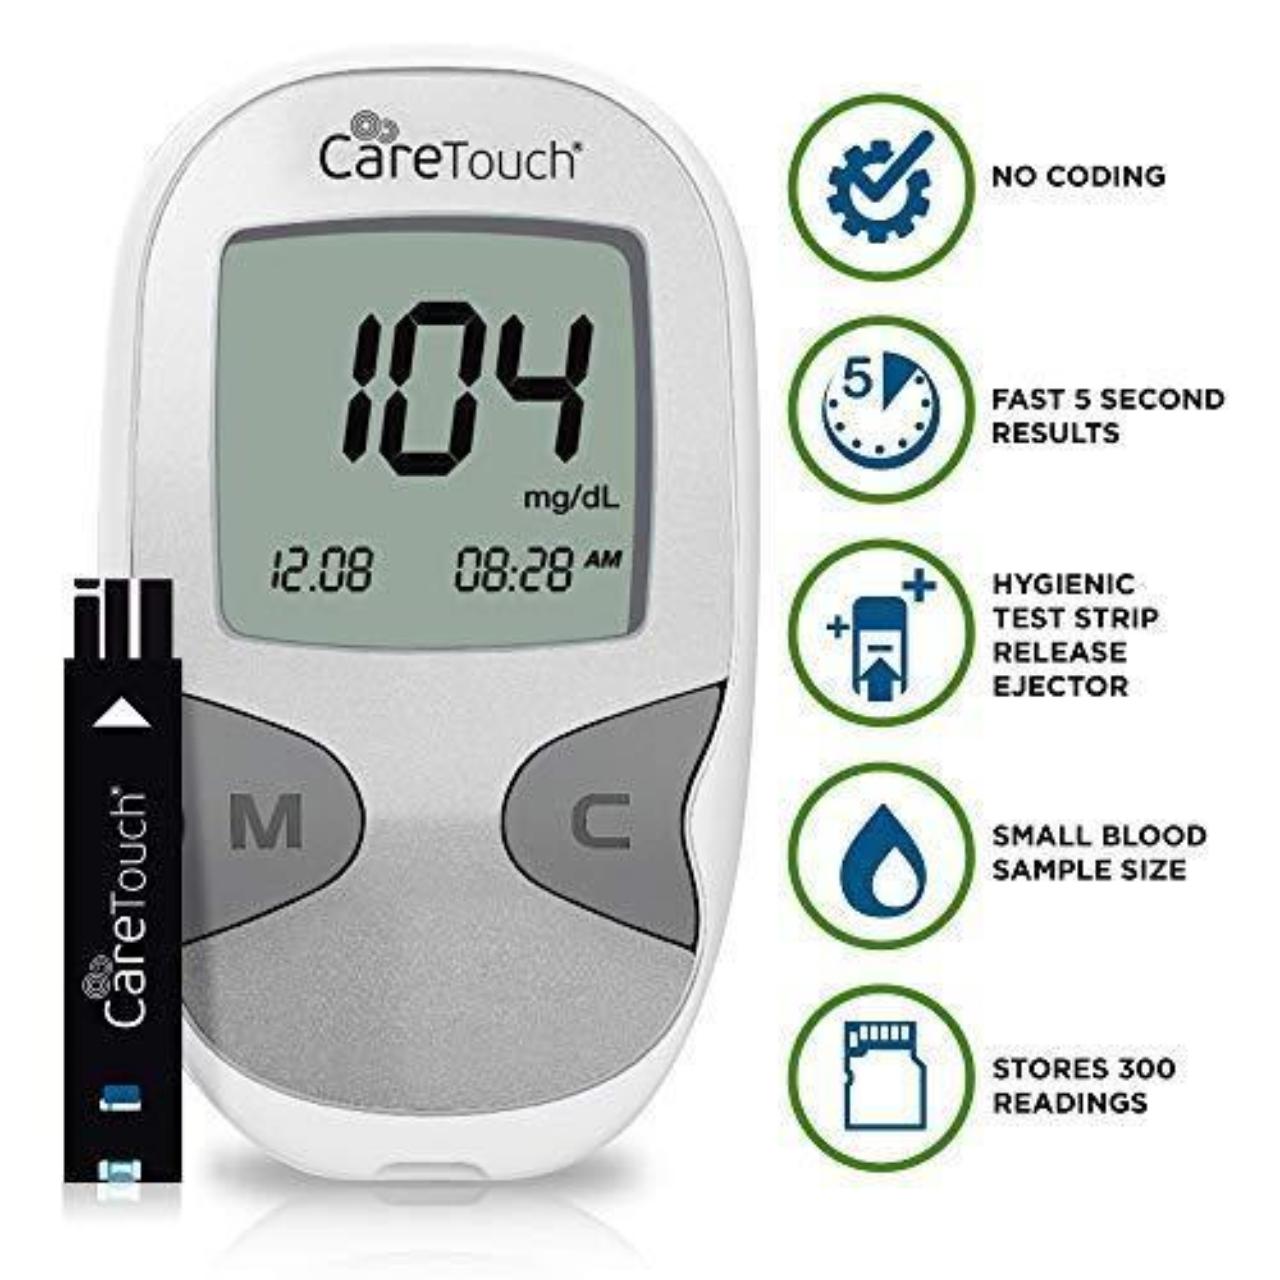 CareTouch®
104
mg/dL
12.08 08:28 AM
M C
CareTouch®
NO CODING
5
FAST 5 SECOND
RESULTS
HYGIENIC
TEST STRIP
RELEASE
EJECTOR
SMALL BLOOD
SAMPLE SIZE
STORES 300
READINGS